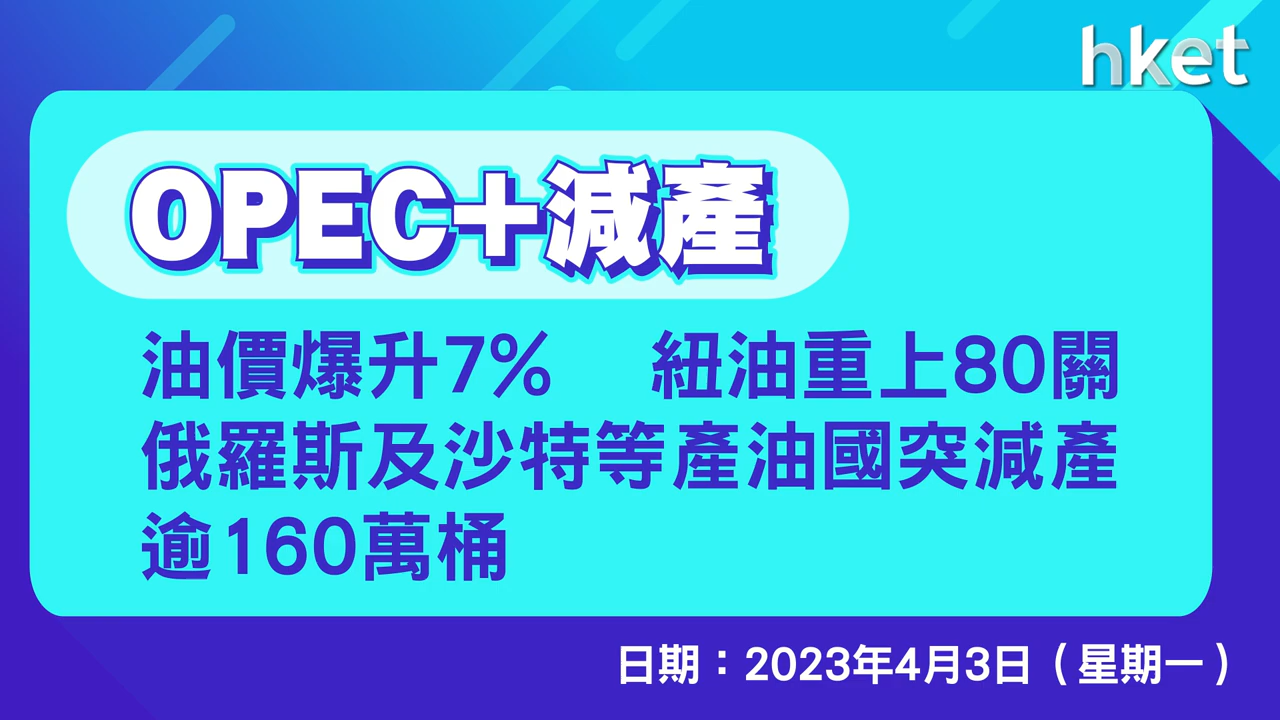 hket
OPEC+減產
油價爆升7% 紐油重上80關
俄羅斯及沙特等產油國突減產
逾160萬桶
日期：2023年4月3日（星期一）